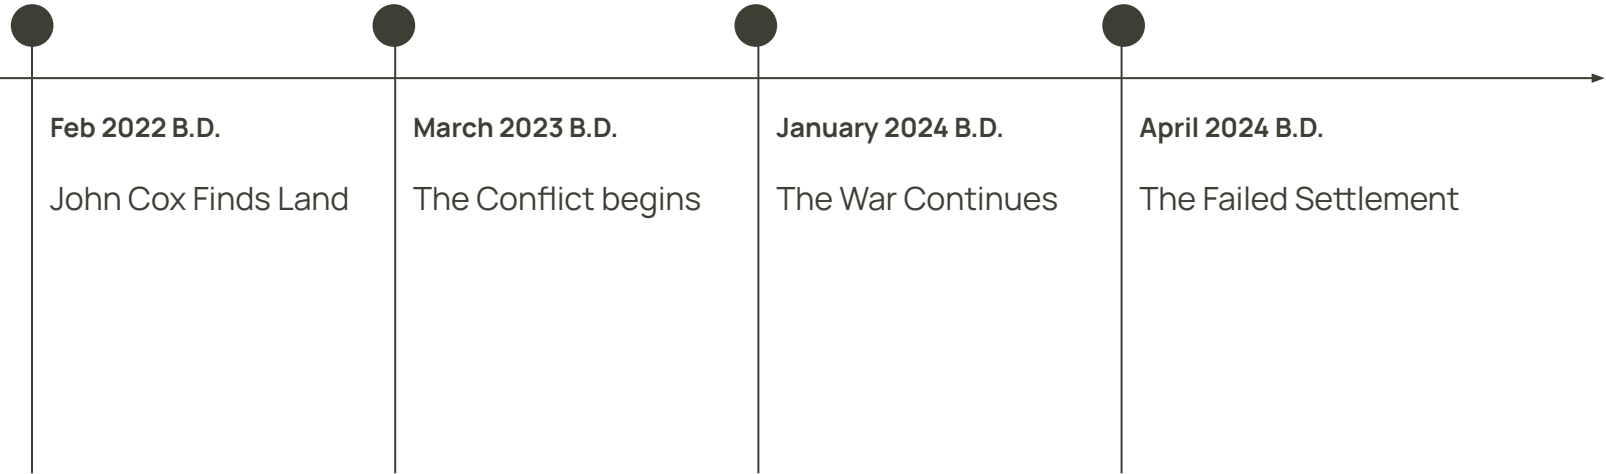 Feb 2022 B.D.
John Cox Finds Land
March 2023 B.D.
The Conflict begins
January 2024 B.D.
The War Continues
April 2024 B.D.
The Failed Settlement